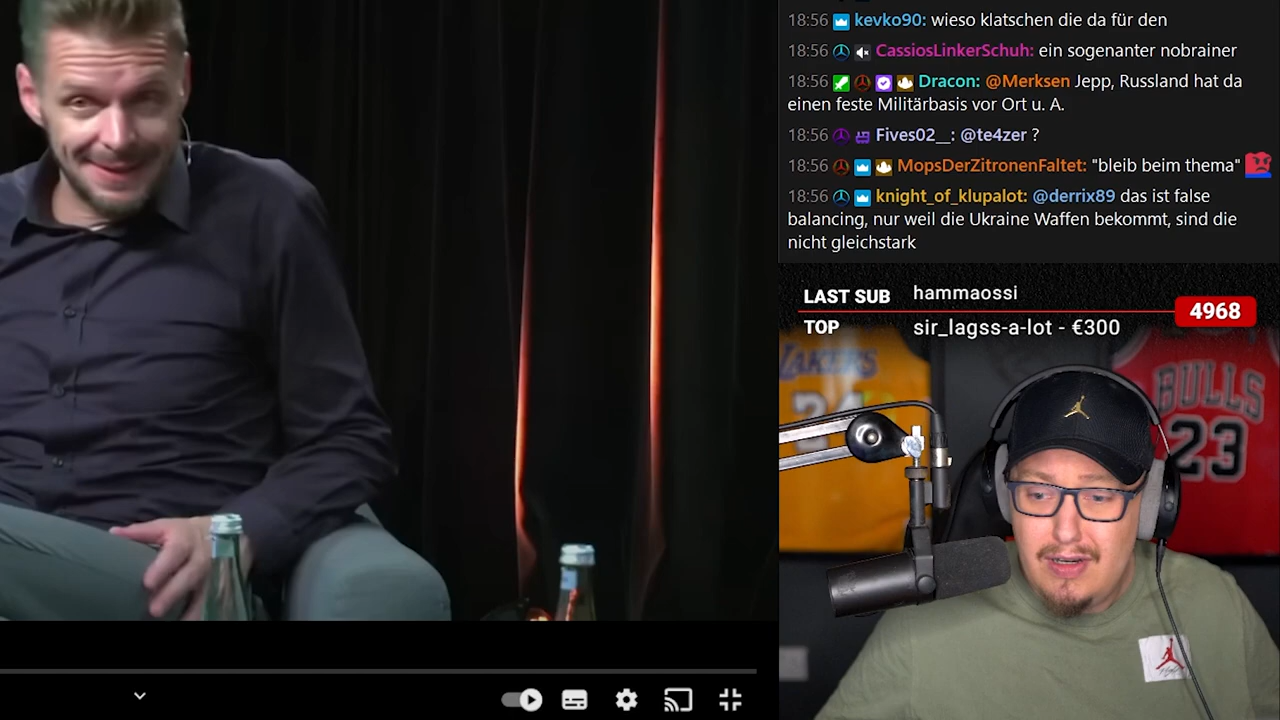 18:56 kevko90: wieso klatschen die da für den
18:56 CassiosLinkerSchuh: ein sogenanter nobrainer
18:56 Dracon: @Merksen Jepp, Russland hat da
einen feste Militärbasis vor Ort u. A.
18:56 Fives02__: @te4zer ?
18:56 MopsDerZitronenFaltet: "bleib beim thema"
18:56 knight_of_klupalot: @derrix89 das ist false
balancing, nur weil die Ukraine Waffen bekommt, sind die
nicht gleichstark
LAST SUB hammaossi
4968
TOP sir_lagss-a-lot - €300
LAKERS
24
BULLS
23